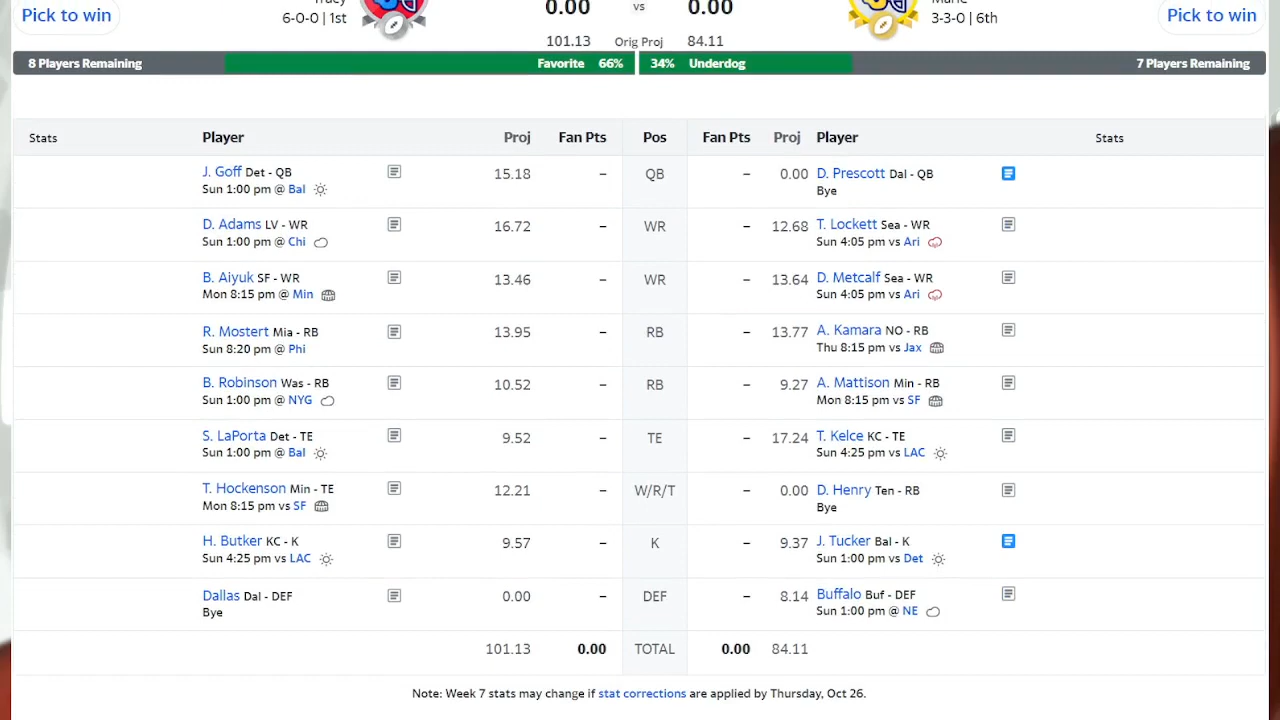 Pick to win
Tracy
6-0-0 | 1st
0.00 vs 0.00
Marie
3-3-0 | 6th
Pick to win
101.13 Orig Proj 84.11
8 Players Remaining Favorite 66% 34% Underdog 7 Players Remaining
Stats Player Proj Fan Pts Pos Fan Pts Proj Player Stats
J. Goff Det - QB 15.18 – QB – 0.00 D. Prescott Dal - QB
Sun 1:00 pm @ Bal Bye
D. Adams LV - WR 16.72 – WR – 12.68 T. Lockett Sea - WR
Sun 1:00 pm @ Chi Sun 4:05 pm vs Ari
B. Aiyuk SF - WR 13.46 – WR – 13.64 D. Metcalf Sea - WR
Mon 8:15 pm @ Min Sun 4:05 pm vs Ari
R. Mostert Mia - RB 13.95 – RB – 13.77 A. Kamara NO - RB
Sun 8:20 pm @ Phi Thu 8:15 pm vs Jax
B. Robinson Was - RB 10.52 – RB – 9.27 A. Mattison Min - RB
Sun 1:00 pm @ NYG Mon 8:15 pm vs SF
S. LaPorta Det - TE 9.52 – TE – 17.24 T. Kelce KC - TE
Sun 1:00 pm @ Bal Sun 4:25 pm vs LAC
T. Hockenson Min - TE 12.21 – W/R/T – 0.00 D. Henry Ten - RB
Mon 8:15 pm vs SF Bye
H. Butker KC - K 9.57 – K – 9.37 J. Tucker Bal - K
Sun 4:25 pm vs LAC Sun 1:00 pm vs Det
Dallas Dal - DEF 0.00 – DEF – 8.14 Buffalo Buf - DEF
Bye Sun 1:00 pm @ NE
101.13 0.00 TOTAL 0.00 84.11
Note: Week 7 stats may change if stat corrections are applied by Thursday, Oct 26.